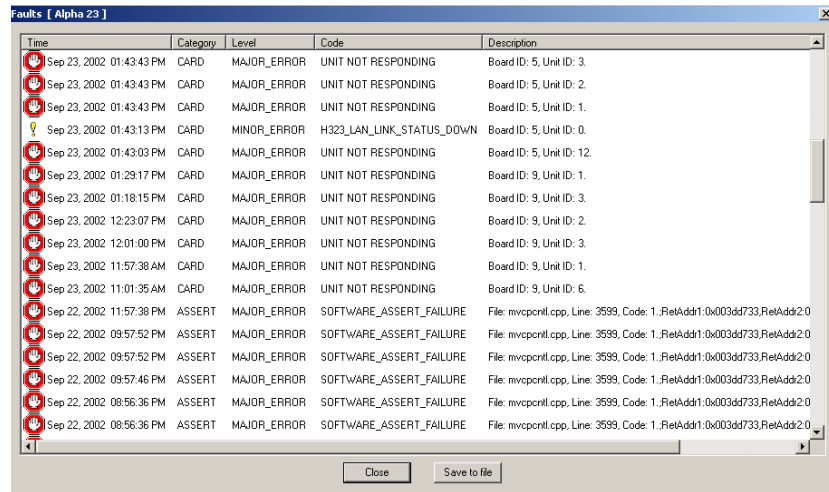 Faults [ Alpha 23 ]
Time Category Level Code Description
Sep 23, 2002 01:43:43 PM CARD MAJOR_ERROR UNIT NOT RESPONDING Board ID: 5, Unit ID: 3.
Sep 23, 2002 01:43:43 PM CARD MAJOR_ERROR UNIT NOT RESPONDING Board ID: 5, Unit ID: 2.
Sep 23, 2002 01:43:43 PM CARD MAJOR_ERROR UNIT NOT RESPONDING Board ID: 5, Unit ID: 1.
Sep 23, 2002 01:43:13 PM CARD MINOR_ERROR H323_LAN_LINK_STATUS_DOWN Board ID: 5, Unit ID: 0.
Sep 23, 2002 01:43:03 PM CARD MAJOR_ERROR UNIT NOT RESPONDING Board ID: 5, Unit ID: 12.
Sep 23, 2002 01:29:17 PM CARD MAJOR_ERROR UNIT NOT RESPONDING Board ID: 9, Unit ID: 1.
Sep 23, 2002 01:18:15 PM CARD MAJOR_ERROR UNIT NOT RESPONDING Board ID: 9, Unit ID: 3.
Sep 23, 2002 12:23:07 PM CARD MAJOR_ERROR UNIT NOT RESPONDING Board ID: 9, Unit ID: 2.
Sep 23, 2002 12:01:00 PM CARD MAJOR_ERROR UNIT NOT RESPONDING Board ID: 9, Unit ID: 3.
Sep 23, 2002 11:57:38 AM CARD MAJOR_ERROR UNIT NOT RESPONDING Board ID: 9, Unit ID: 1.
Sep 23, 2002 11:01:35 AM CARD MAJOR_ERROR UNIT NOT RESPONDING Board ID: 9, Unit ID: 6.
Sep 22, 2002 11:57:38 PM ASSERT MAJOR_ERROR SOFTWARE_ASSERT_FAILURE File: mvcpcntl.cpp, Line: 3599, Code: 1.;RetAddr1:0x003dd733,RetAddr2:0
Sep 22, 2002 09:57:52 PM ASSERT MAJOR_ERROR SOFTWARE_ASSERT_FAILURE File: mvcpcntl.cpp, Line: 3599, Code: 1.;RetAddr1:0x003dd733,RetAddr2:0
Sep 22, 2002 09:57:52 PM ASSERT MAJOR_ERROR SOFTWARE_ASSERT_FAILURE File: mvcpcntl.cpp, Line: 3599, Code: 1.;RetAddr1:0x003dd733,RetAddr2:0
Sep 22, 2002 09:57:46 PM ASSERT MAJOR_ERROR SOFTWARE_ASSERT_FAILURE File: mvcpcntl.cpp, Line: 3599, Code: 1.;RetAddr1:0x003dd733,RetAddr2:0
Sep 22, 2002 08:56:36 PM ASSERT MAJOR_ERROR SOFTWARE_ASSERT_FAILURE File: mvcpcntl.cpp, Line: 3599, Code: 1.;RetAddr1:0x003dd733,RetAddr2:0
Sep 22, 2002 08:56:36 PM ASSERT MAJOR_ERROR SOFTWARE_ASSERT_FAILURE File: mvcpcntl.cpp, Line: 3599, Code: 1.;RetAddr1:0x003dd733,RetAddr2:0
Close Save to file